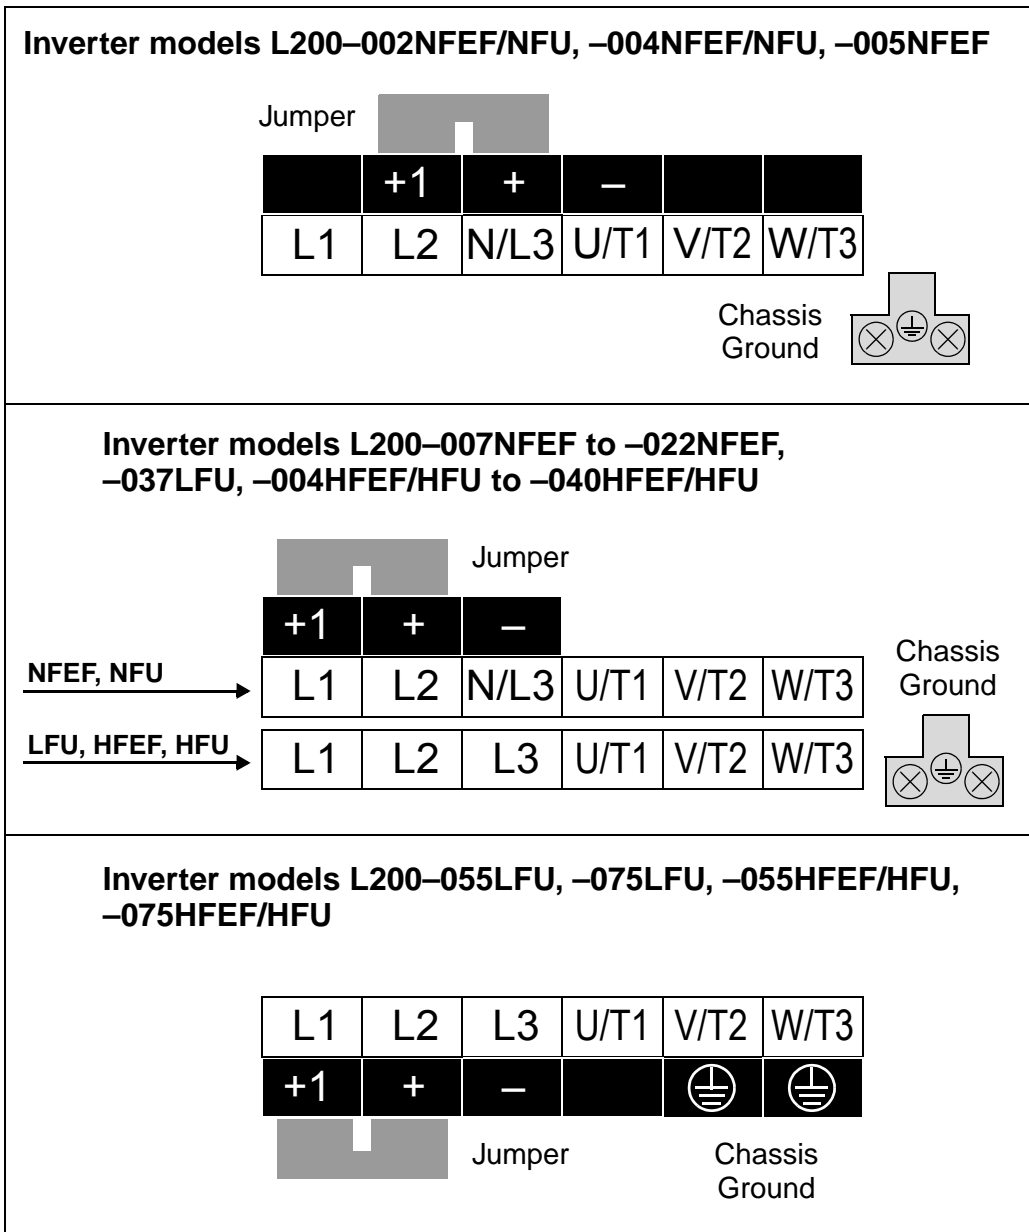 Inverter models L200–002NFEF/NFU, –004NFEF/NFU, –005NFEF
Jumper
+1 + –
L1 L2 N/L3 U/T1 V/T2 W/T3
Chassis
Ground
Inverter models L200–007NFEF to –022NFEF,
–037LFU, –004HFEF/HFU to –040HFEF/HFU
Jumper
+1 + –
NFEF, NFU
L1 L2 N/L3 U/T1 V/T2 W/T3
Chassis
Ground
LFU, HFEF, HFU
L1 L2 L3 U/T1 V/T2 W/T3
Inverter models L200–055LFU, –075LFU, –055HFEF/HFU,
–075HFEF/HFU
L1 L2 L3 U/T1 V/T2 W/T3
+1 + –
Jumper
Chassis
Ground